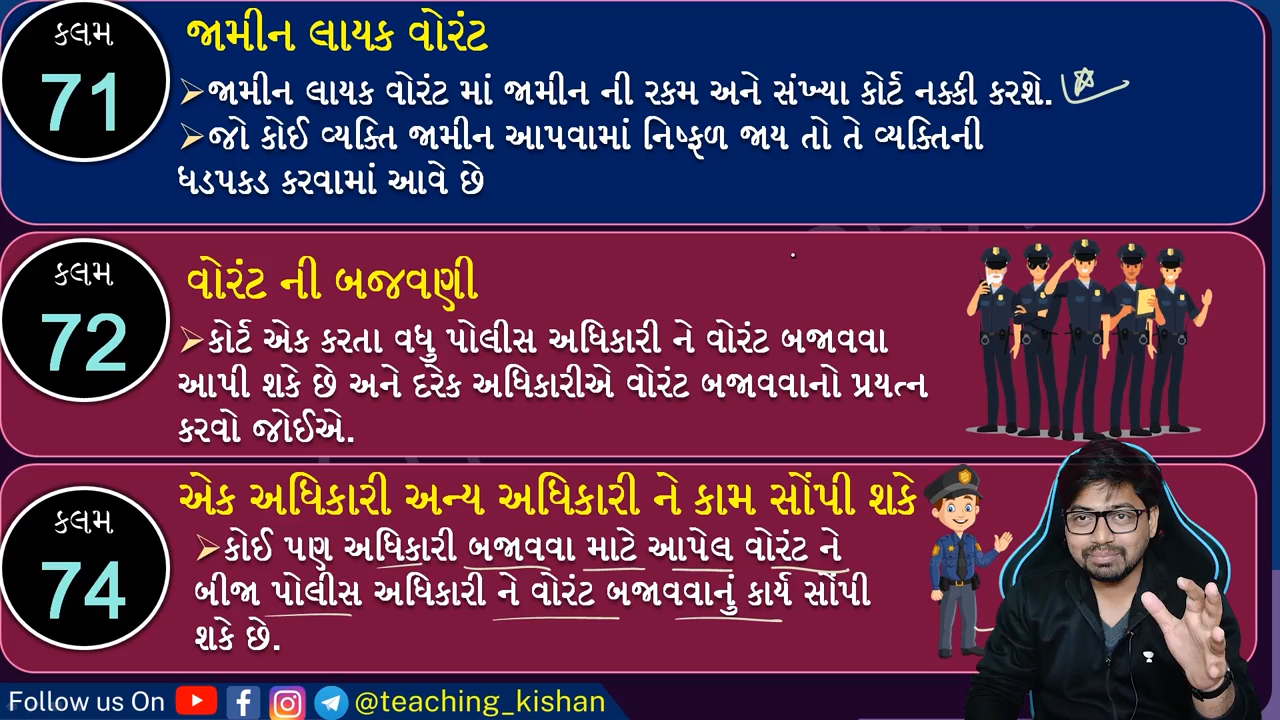 કલમ
71
જામીન લાયક વોરંટ
➢જામીન લાયક વોરંટ માં જામીન ની રકમ અને સંખ્યા કોર્ટ નક્કી કરશે.
➢જો કોઈ વ્યક્તિ જામીન આપવામાં નિષ્ફળ જાય તો તે વ્યક્તિની
ધડપકડ કરવામાં આવે છે
કલમ
72
વોરંટ ની બજવણી
➢કોર્ટ એક કરતા વધુ પોલીસ અધિકારી ને વોરંટ બજાવવા
આપી શકે છે અને દરેક અધિકારીએ વોરંટ બજાવવાનો પ્રયત્ન
કરવો જોઈએ.
કલમ
74
એક અધિકારી અન્ય અધિકારી ને કામ સોંપી શકે
➢કોઈ પણ અધિકારી બજાવવા માટે આપેલ વોરંટ ને
બીજા પોલીસ અધિકારી ને વોરંટ બજાવવાનું કાર્ય સોંપી
શકે છે.
Follow us On @teaching_kishan